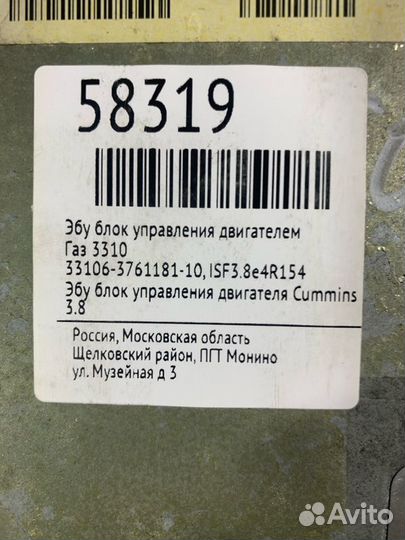 58319
Эбу блок управления двигателем
Газ 3310
33106-3761181-10, ISF3.8e4R154
Эбу блок управления двигателя Cummins
3.8
Россия, Московская область
Щелковский район, ПГТ Монино
ул. Музейная д 3
Avito